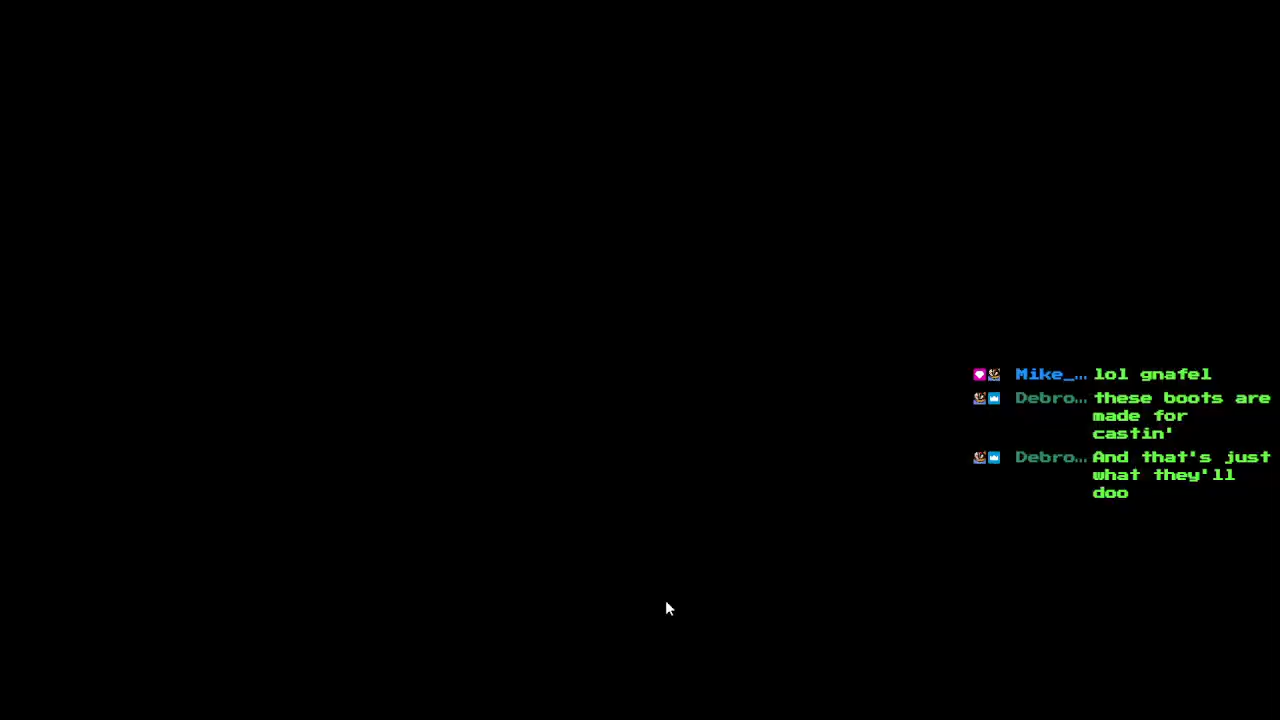 Mike_… lol gnafel
Debro… these boots are
made for
castin'
Debro… And that's just
what they'll
doo